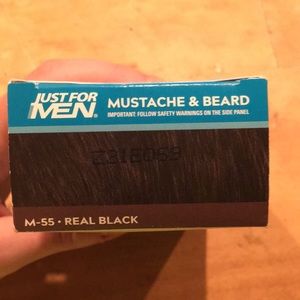 JUST FOR
MEN®
MUSTACHE & BEARD
IMPORTANT: FOLLOW SAFETY WARNINGS ON THE SIDE PANEL
M-55 • REAL BLACK